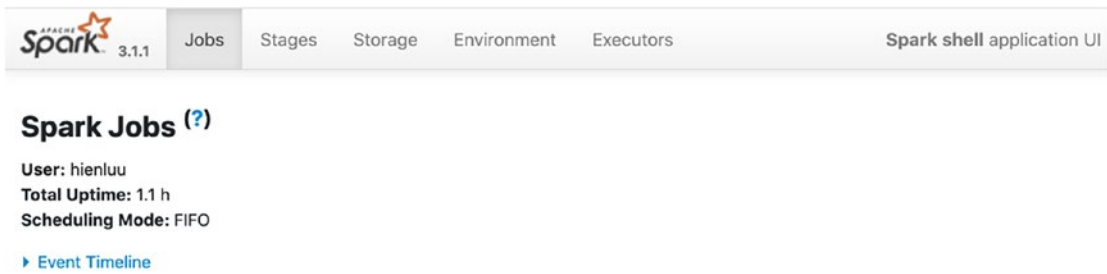 APACHE
Spark 3.1.1 Jobs Stages Storage Environment Executors Spark shell application UI
Spark Jobs (?)
User: hienluu
Total Uptime: 1.1 h
Scheduling Mode: FIFO
Event Timeline